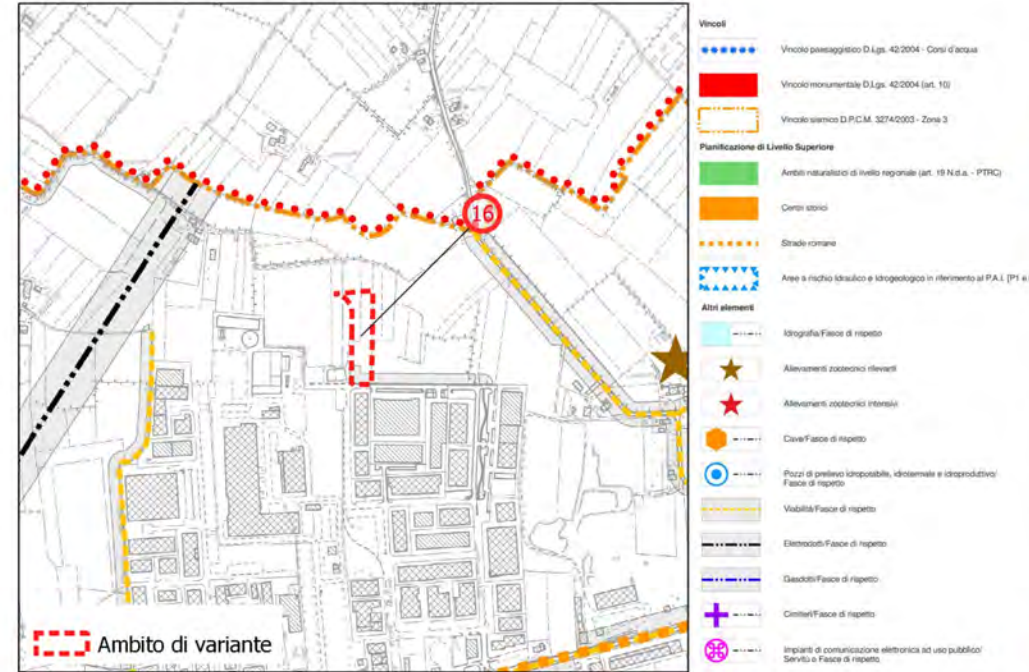 16
Ambito di variante
Vincoli
Vincolo paesaggistico D.Lgs. 42/2004 - Corsi d'acqua
Vincolo monumentale D.Lgs. 42/2004 (art. 10)
Vincolo sismico D.P.C.M. 3274/2003 - Zona 3
Pianificazione di Livello Superiore
Ambiti naturalistici di livello regionale (art. 19 N.d.a. - PTRC)
Centri storici
Strade romane
Aree a rischio Idraulico e Idrogeologico in riferimento al P.A.I. [P1 e
Altri elementi
Idrografia/Fasce di rispetto
Allevamenti zootecnici rilevanti
Allevamenti zootecnici intensivi
Cave/Fasce di rispetto
Pozzi di prelievo idropotabile, idrotermale e idroproduttivo/
Fasce di rispetto
Viabilità/Fasce di rispetto
Elettrodotti/Fasce di rispetto
Gasdotti/Fasce di rispetto
Cimiteri/Fasce di rispetto
Impianti di comunicazione elettronica ad uso pubblico/
Servitù e Fasce di rispetto